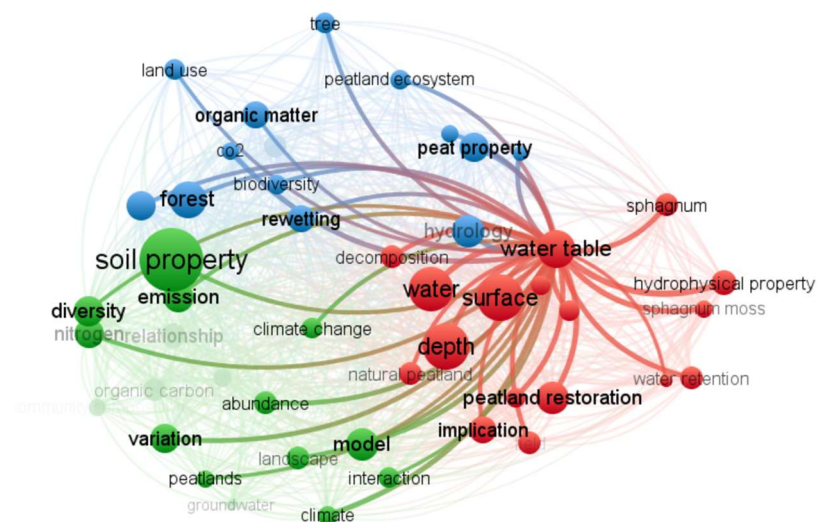 tree
land use
peatland ecosystem
organic matter
co2
peat property
biodiversity
forest
sphagnum
rewetting
hydrology
water table
decomposition
soil property
hydrophysical property
water
surface
emission
sphagnum moss
diversity
climate change
nitrogen
relationship
depth
natural peatland
water retention
organic carbon
peatland restoration
abundance
implication
variation
model
landscape
peatlands
interaction
groundwater
climate